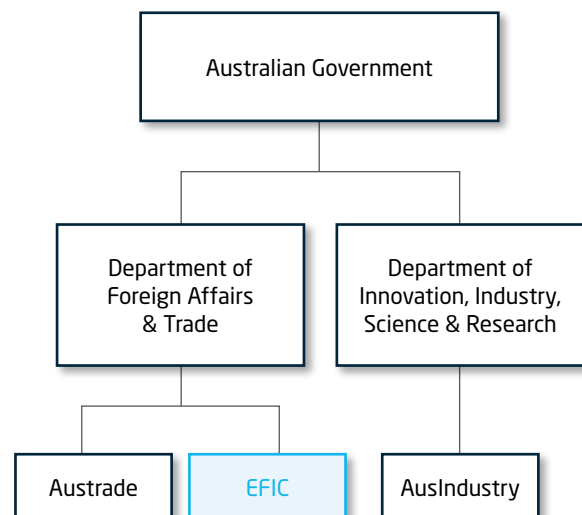 Australian Government
Department of
Foreign Affairs
& Trade
Department of
Innovation, Industry,
Science & Research
Austrade
EFIC
AusIndustry